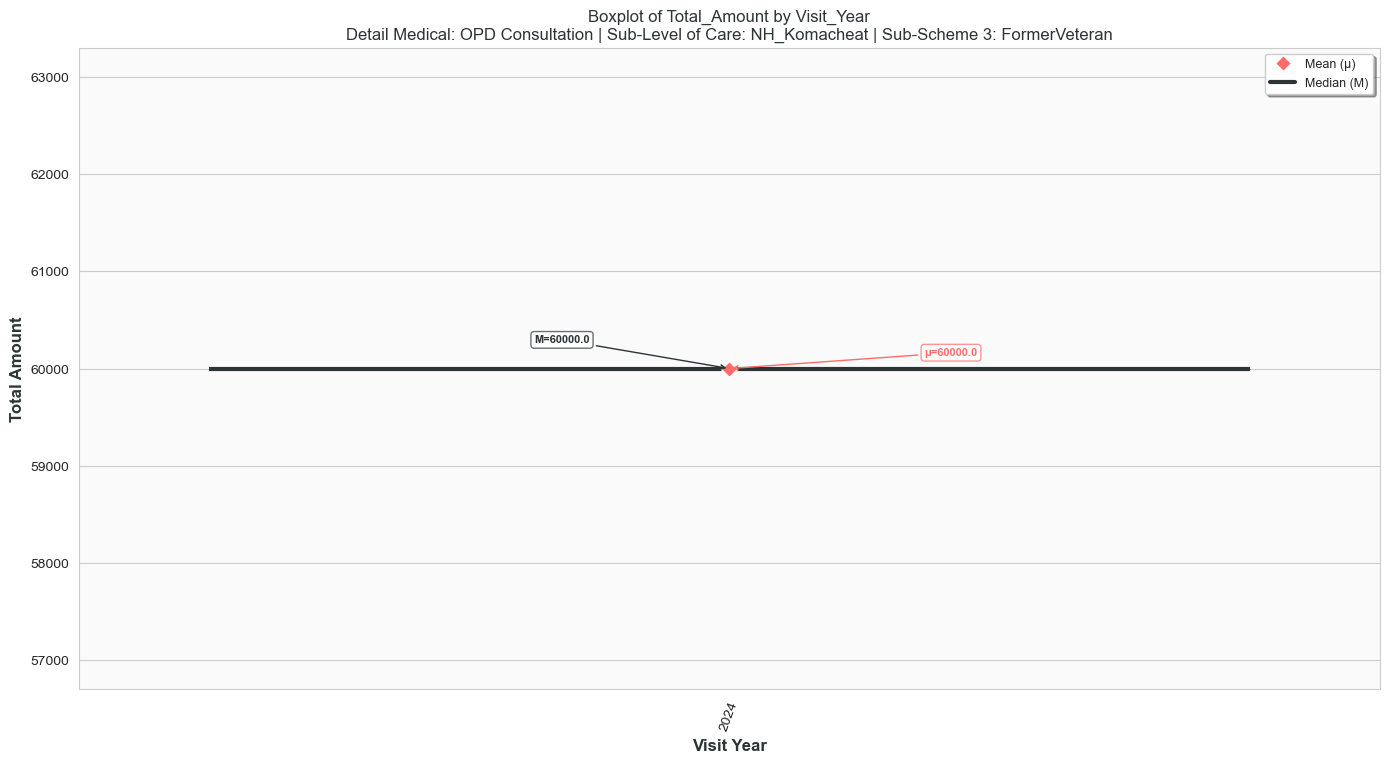 Boxplot of Total_Amount by Visit_Year
Detail Medical: OPD Consultation | Sub-Level of Care: NH_Komacheat | Sub-Scheme 3: FormerVeteran
Mean (μ)
Median (M)
Total Amount
63000
62000
61000
60000
59000
58000
57000
M=60000.0
μ=60000.0
2024
Visit Year